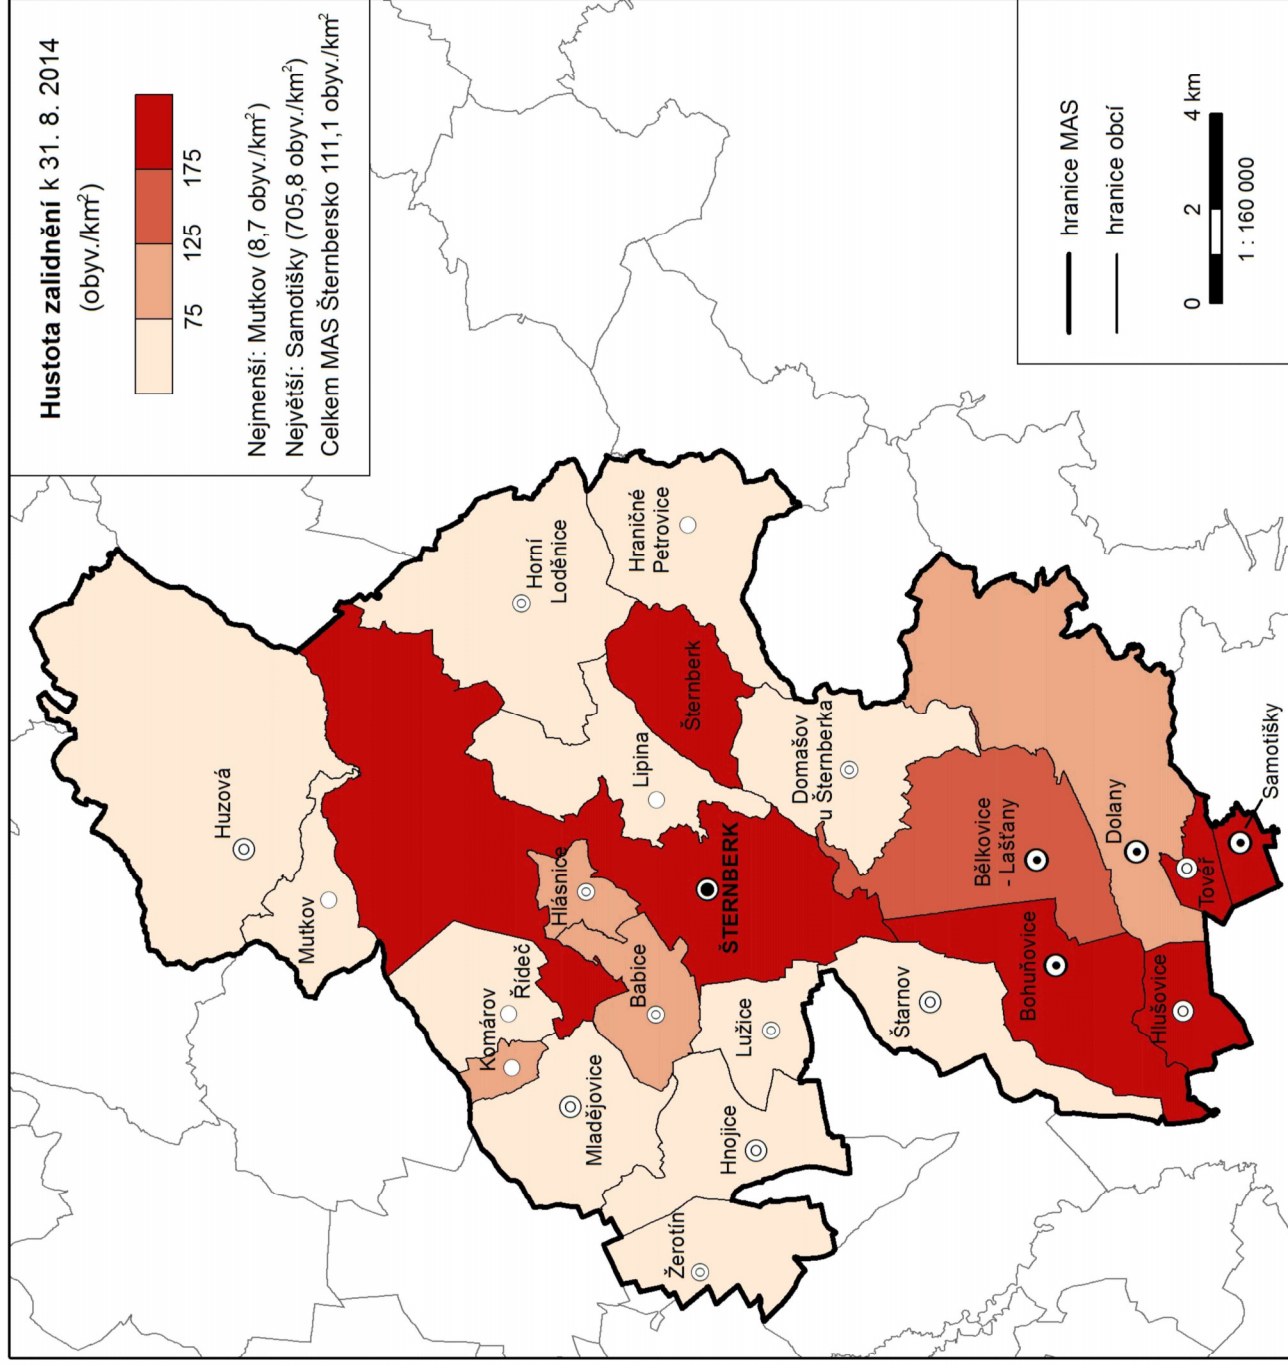 Hustota zalidnění k 31. 8. 2014
(obyv./km²)
75 125 175
Nejmenší: Mutkov (8,7 obyv./km²)
Největší: Samotišky (705,8 obyv./km²)
Celkem MAS Šternbersko 111,1 obyv./km²
Huzová
Mutkov
Horní
Loděnice
Hraničné
Petrovice
Šternberk
Lipina
Domašov
u Šternberka
Hlásnice
ŠTERNBERK
Řídeč
Komárov
Babice
Mladějovice
Lužice
Hnojice
Žerotín
Štarnov
Bělkovice
- Lašťany
Dolany
Bohuňovice
Hlušovice
Tovéř
Samotišky
hranice MAS
hranice obcí
0 2 4 km
1 : 160 000